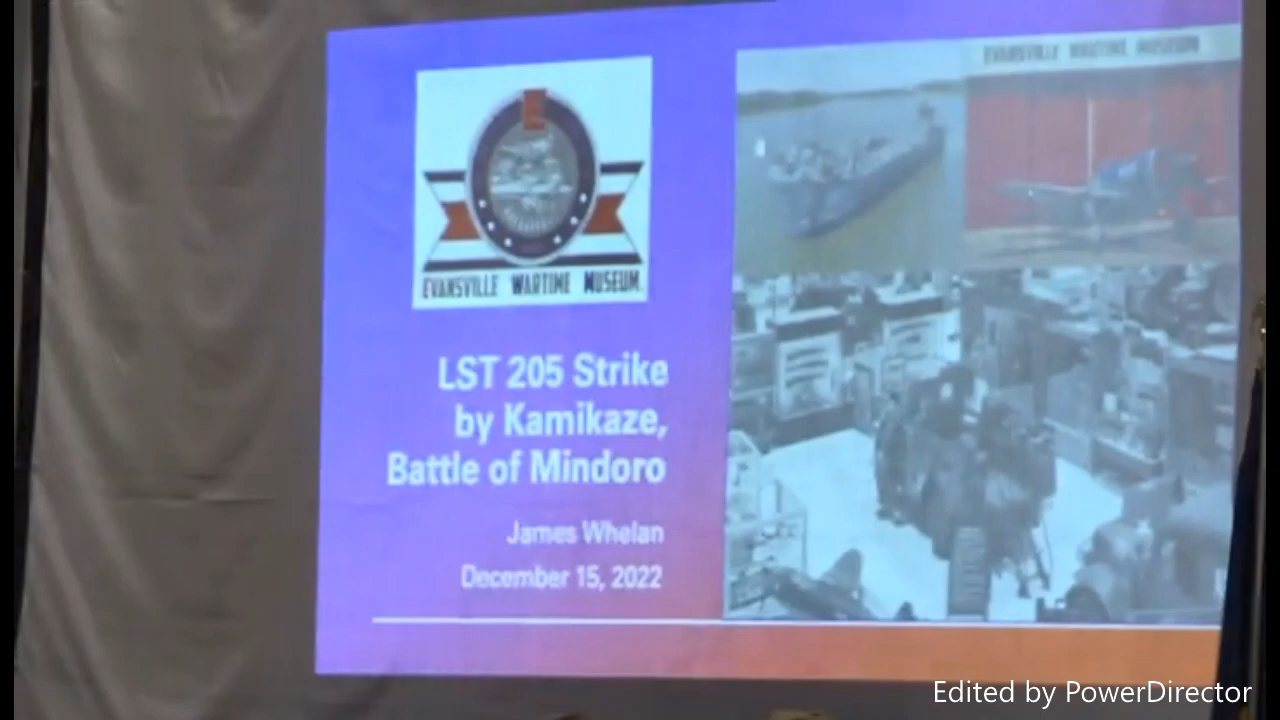 EVANSVILLE WARTIME MUSEUM
EVANSVILLE WARTIME MUSEUM
LST 205 Strike
by Kamikaze,
Battle of Mindoro
James Whelan
December 15, 2022
Edited by PowerDirector